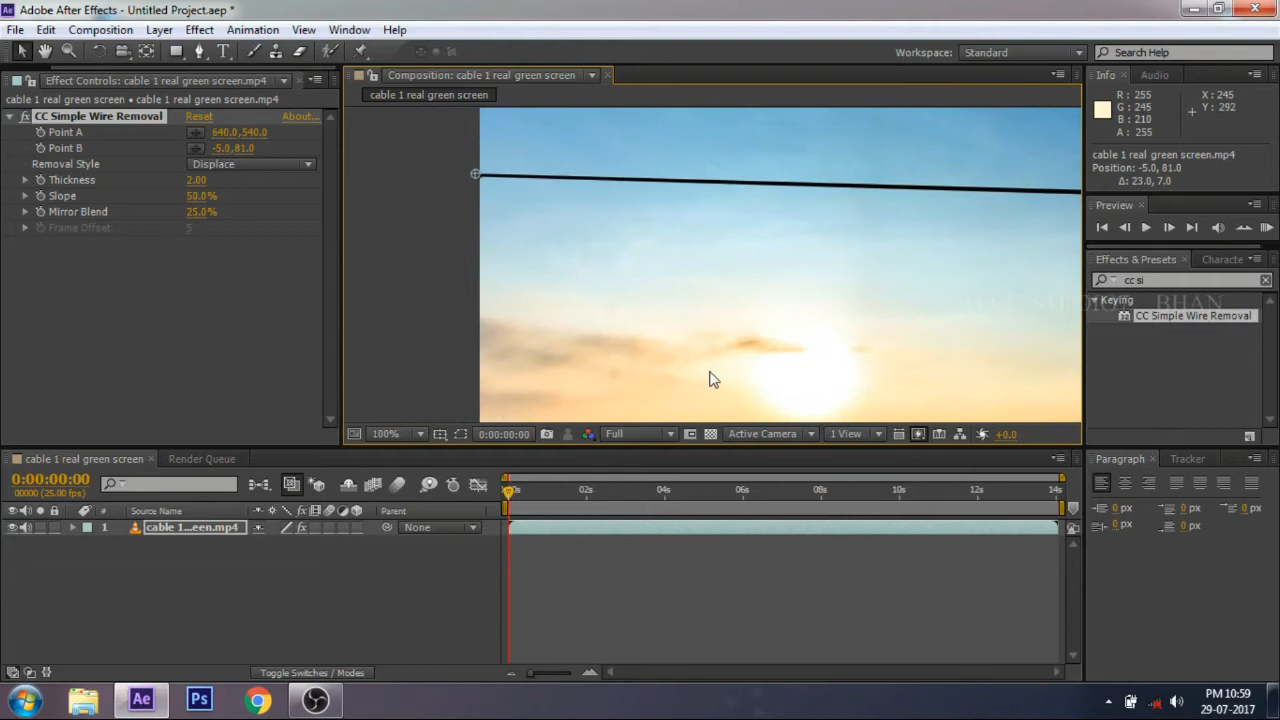 Adobe After Effects - Untitled Project.aep *
File Edit Composition Layer Effect Animation View Window Help
Workspace: Standard
Search Help
Effect Controls: cable 1 real green screen.mp4
cable 1 real green screen • cable 1 real green screen.mp4
fx CC Simple Wire Removal Reset About...
Point A 640.0,540.0
Point B -5.0,81.0
Removal Style Displace
Thickness 2.00
Slope 50.0%
Mirror Blend 25.0%
Frame Offset 5
Composition: cable 1 real green screen
cable 1 real green screen
100% 0:00:00:00 Full Active Camera 1 View +0.0
Info Audio
R: 255 X: 245
G: 245 Y: 292
B: 210
A: 255
cable 1 real green screen.mp4
Position: -5.0, 81.0
Δ: 23.0, 7.0
Preview
Effects & Presets Characte
cc si
Keying
CC Simple Wire Removal
BHAN
cable 1 real green screen Render Queue
0:00:00:00
00000 (25.00 fps)
02s 04s 06s 08s 10s 12s 14s
# Source Name Parent
1 cable 1...een.mp4 None
Toggle Switches / Modes
Paragraph Tracker
0 px 0 px 0 px
0 px 0 px
Ae Ps
PM 10:59
29-07-2017